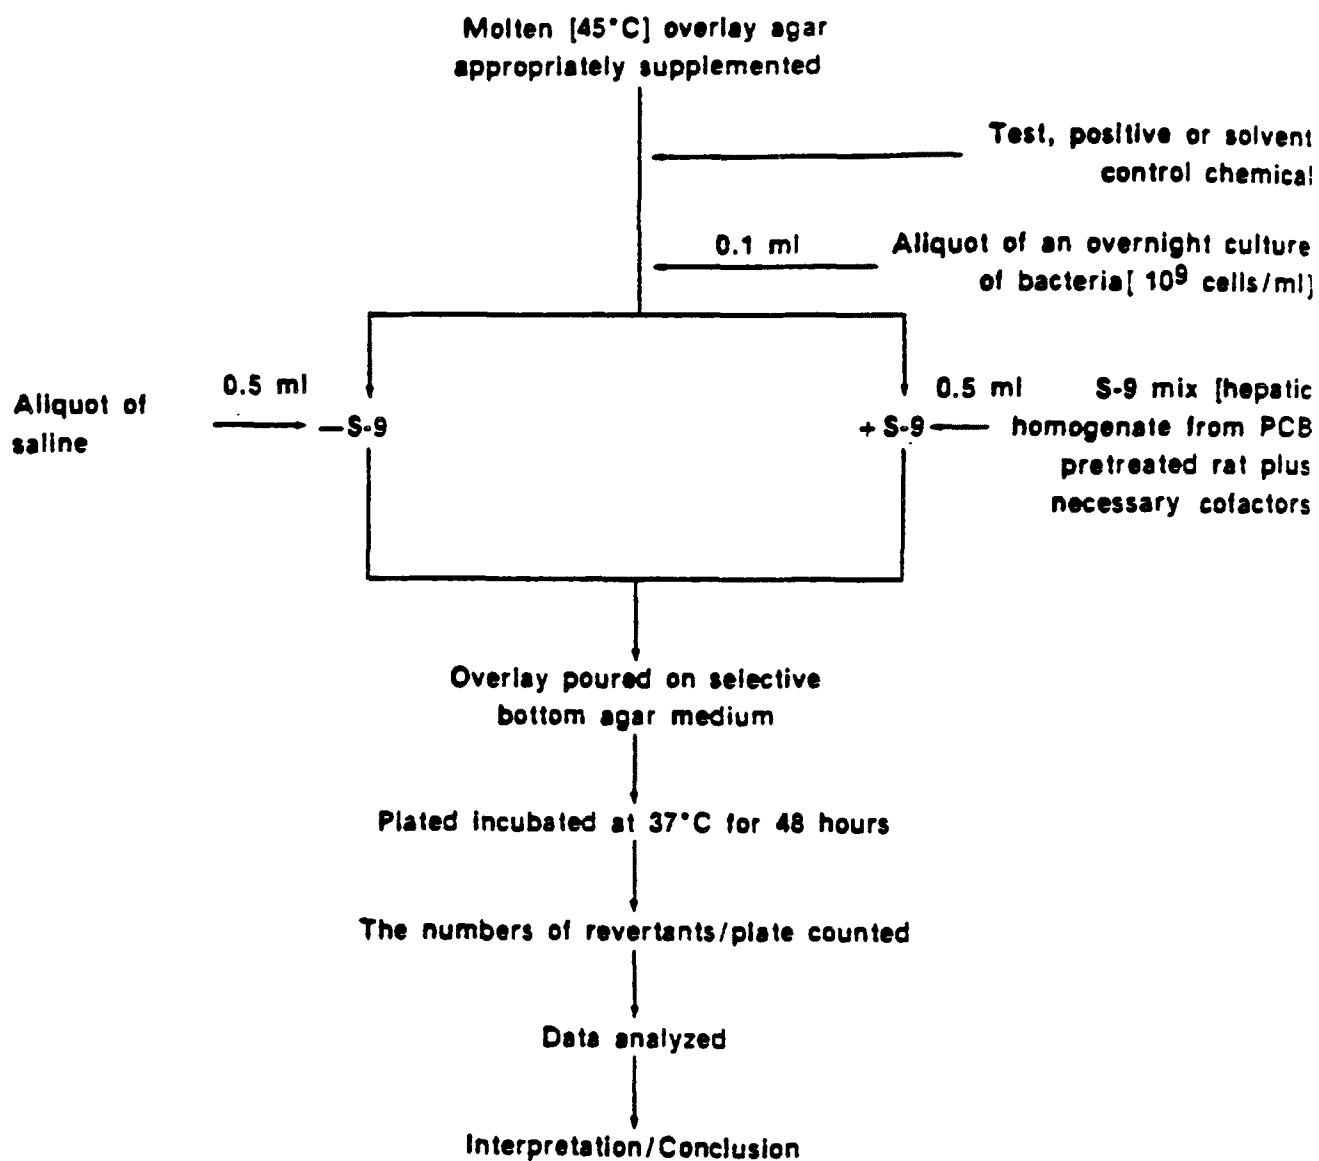 Molten [45°C] overlay agar
appropriately supplemented
Test, positive or solvent
control chemical
0.1 ml
Aliquot of an overnight culture
of bacteria[ 10⁹ cells/ml]
Aliquot of
saline
0.5 ml
—S-9
+ S-9
0.5 ml
S-9 mix [hepatic
homogenate from PCB
pretreated rat plus
necessary cofactors
Overlay poured on selective
bottom agar medium
Plated incubated at 37°C for 48 hours
The numbers of revertants/plate counted
Data analyzed
Interpretation/Conclusion